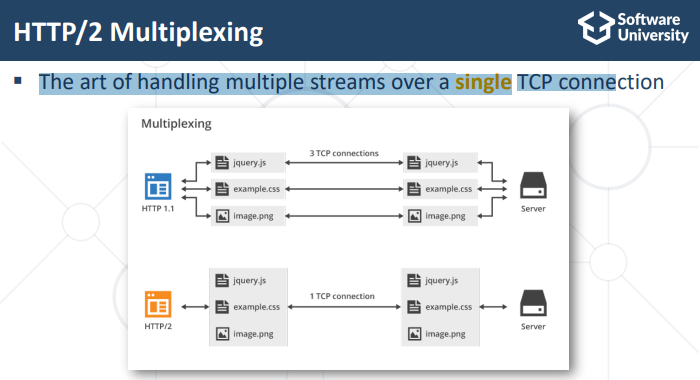 HTTP/2 Multiplexing
Software
University
▪ The art of handling multiple streams over a single TCP connection
Multiplexing
3 TCP connections
jquery.js
jquery.js
example.css
example.css
HTTP 1.1
image.png
image.png
Server
jquery.js
jquery.js
1 TCP connection
example.css
example.css
HTTP/2
image.png
image.png
Server